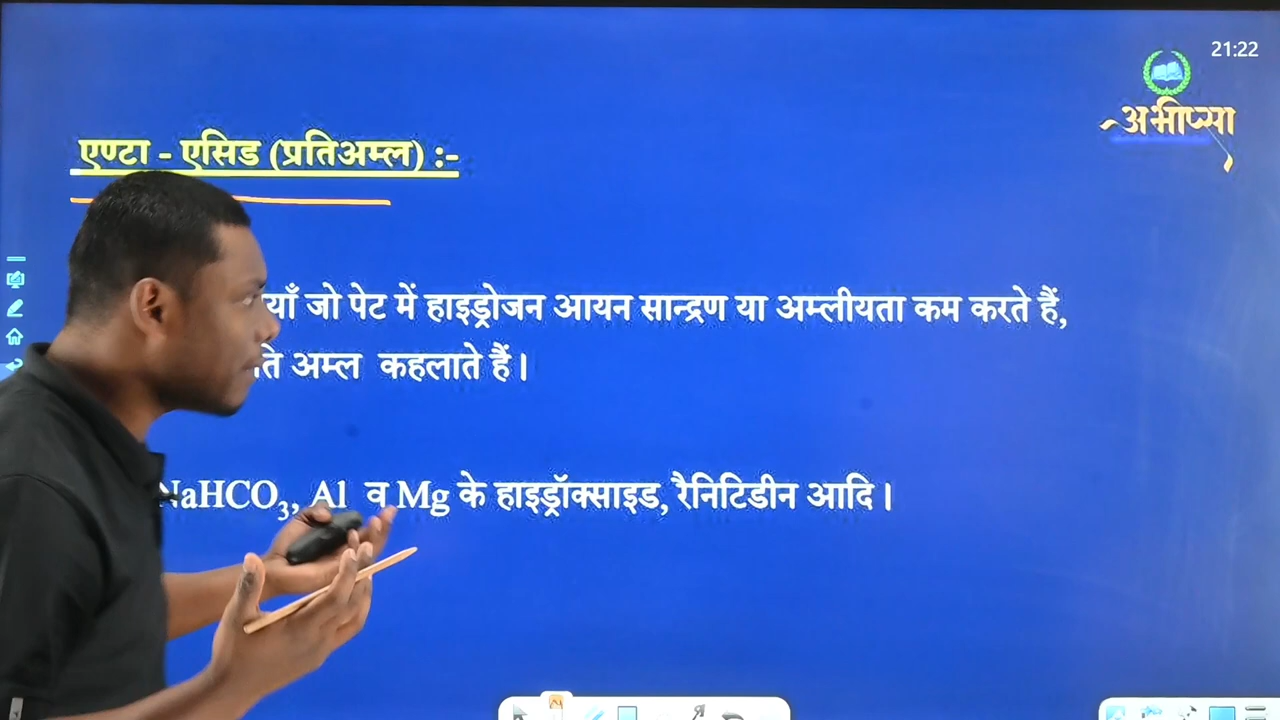 21:22
अभीप्सा
एण्टा - एसिड (प्रतिअम्ल) :-
जो पेट में हाइड्रोजन आयन सान्द्रण या अम्लीयता कम करते हैं,
अम्ल कहलाते हैं।
NaHCO₃, Al व Mg के हाइड्रॉक्साइड, रैनिटिडीन आदि।